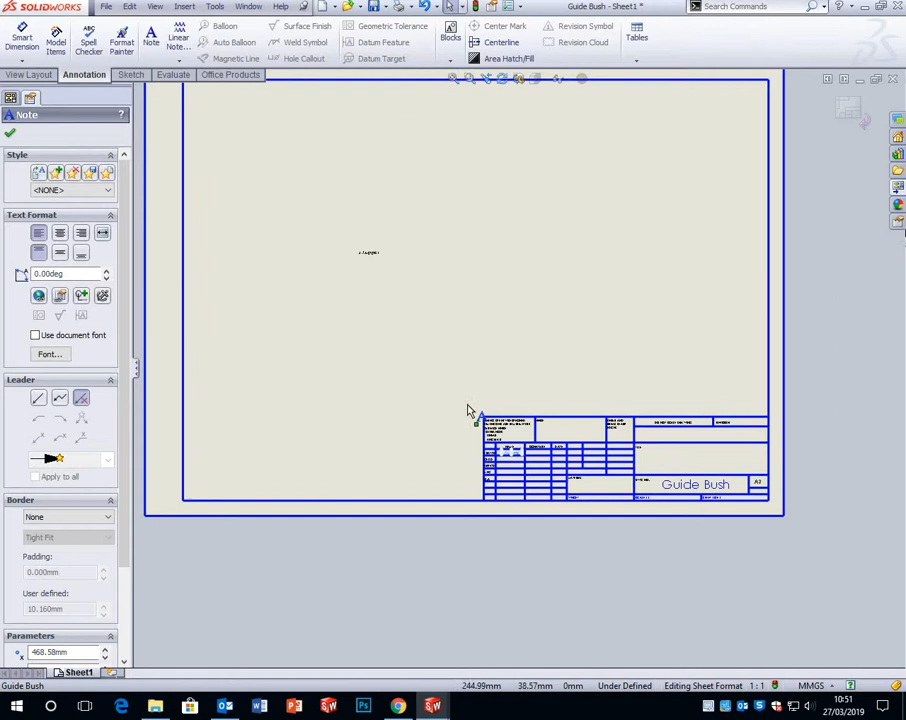 SOLIDWORKS File Edit View Insert Tools Window Help Guide Bush - Sheet1 * Search Commands
Smart Dimension
Model Items
Spell Checker
Format Painter
Note
Linear Note...
Balloon
Auto Balloon
Magnetic Line
Surface Finish
Weld Symbol
Hole Callout
Geometric Tolerance
Datum Feature
Datum Target
Blocks
Center Mark
Centerline
Area Hatch/Fill
Revision Symbol
Revision Cloud
Tables
View Layout Annotation Sketch Evaluate Office Products
Note ?
Style
<NONE>
Text Format
0.00deg
Use document font
Font...
Leader
Apply to all
Border
None
Tight Fit
Padding:
0.000mm
User defined:
10.160mm
Parameters
468.58mm
Guide Bush
A3
Sheet1
Guide Bush 244.99mm 38.57mm 0mm Under Defined Editing Sheet Format 1 : 1 MMGS
10:51
27/03/2019